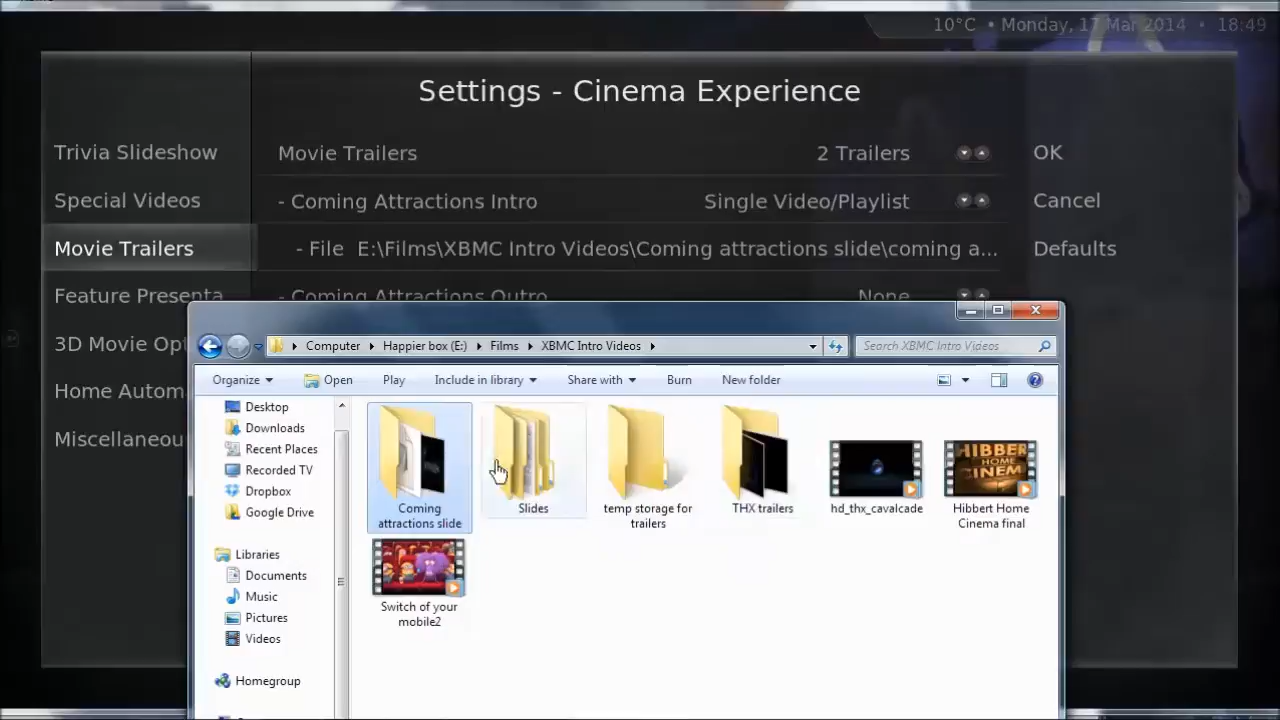 10°C • Monday, 17 Mar 2014 • 18:49
Settings - Cinema Experience
Trivia Slideshow
Movie Trailers
2 Trailers
OK
Special Videos
- Coming Attractions Intro
Single Video/Playlist
Cancel
Movie Trailers
- File E:\Films\XBMC Intro Videos\Coming attractions slide\coming a...
Defaults
Feature Presenta
- Coming Attractions Outro
None
3D Movie Opt
Home Autom
Miscellaneou
Computer
Happier box (E:)
Films
XBMC Intro Videos
Search XBMC Intro Videos
Organize
Open
Play
Include in library
Share with
Burn
New folder
Desktop
Downloads
Recent Places
Recorded TV
Dropbox
Google Drive
Libraries
Documents
Music
Pictures
Videos
Homegroup
Coming
attractions slide
Slides
temp storage for
trailers
THX trailers
hd_thx_cavalcade
HIBBER
HOME
CINEM
Hibbert Home
Cinema final
Switch of your
mobile2